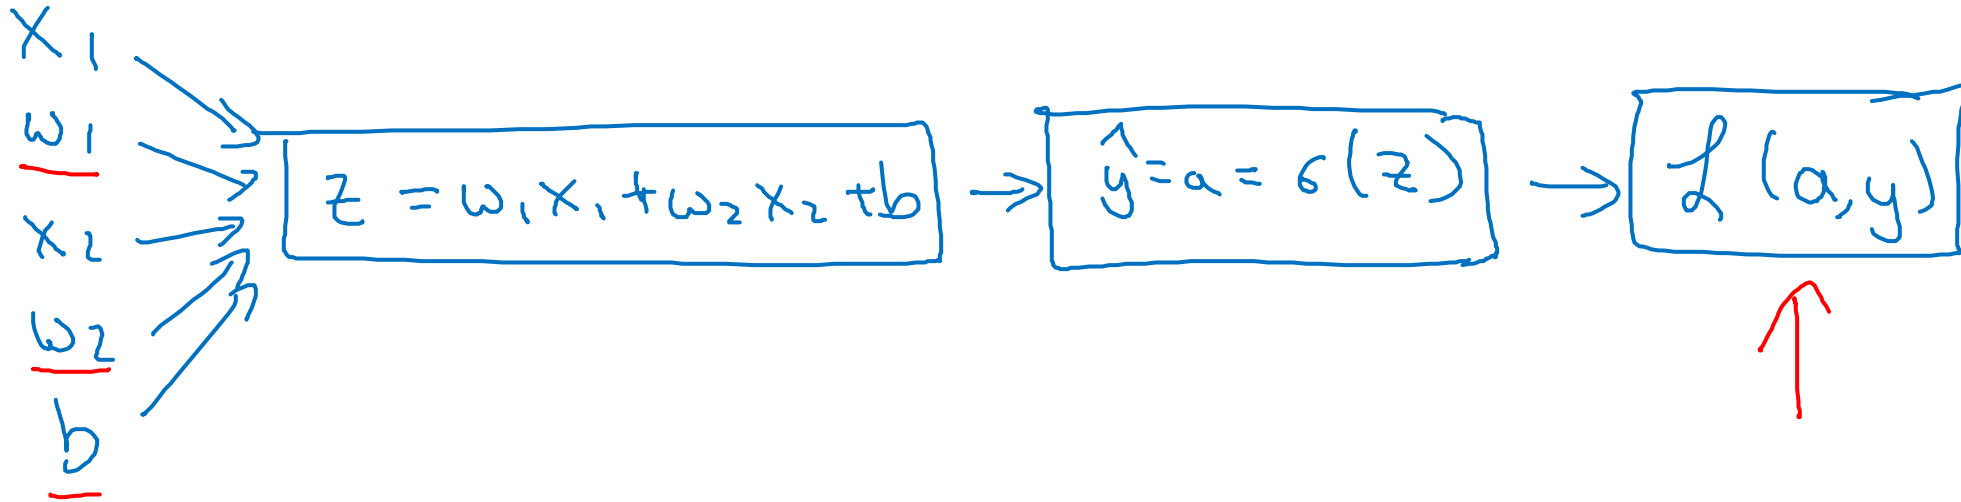 x₁
w₁
x₂
w₂
b
z = w₁x₁ + w₂x₂ + b
ŷ = a = σ(z)
ℒ(a, y)